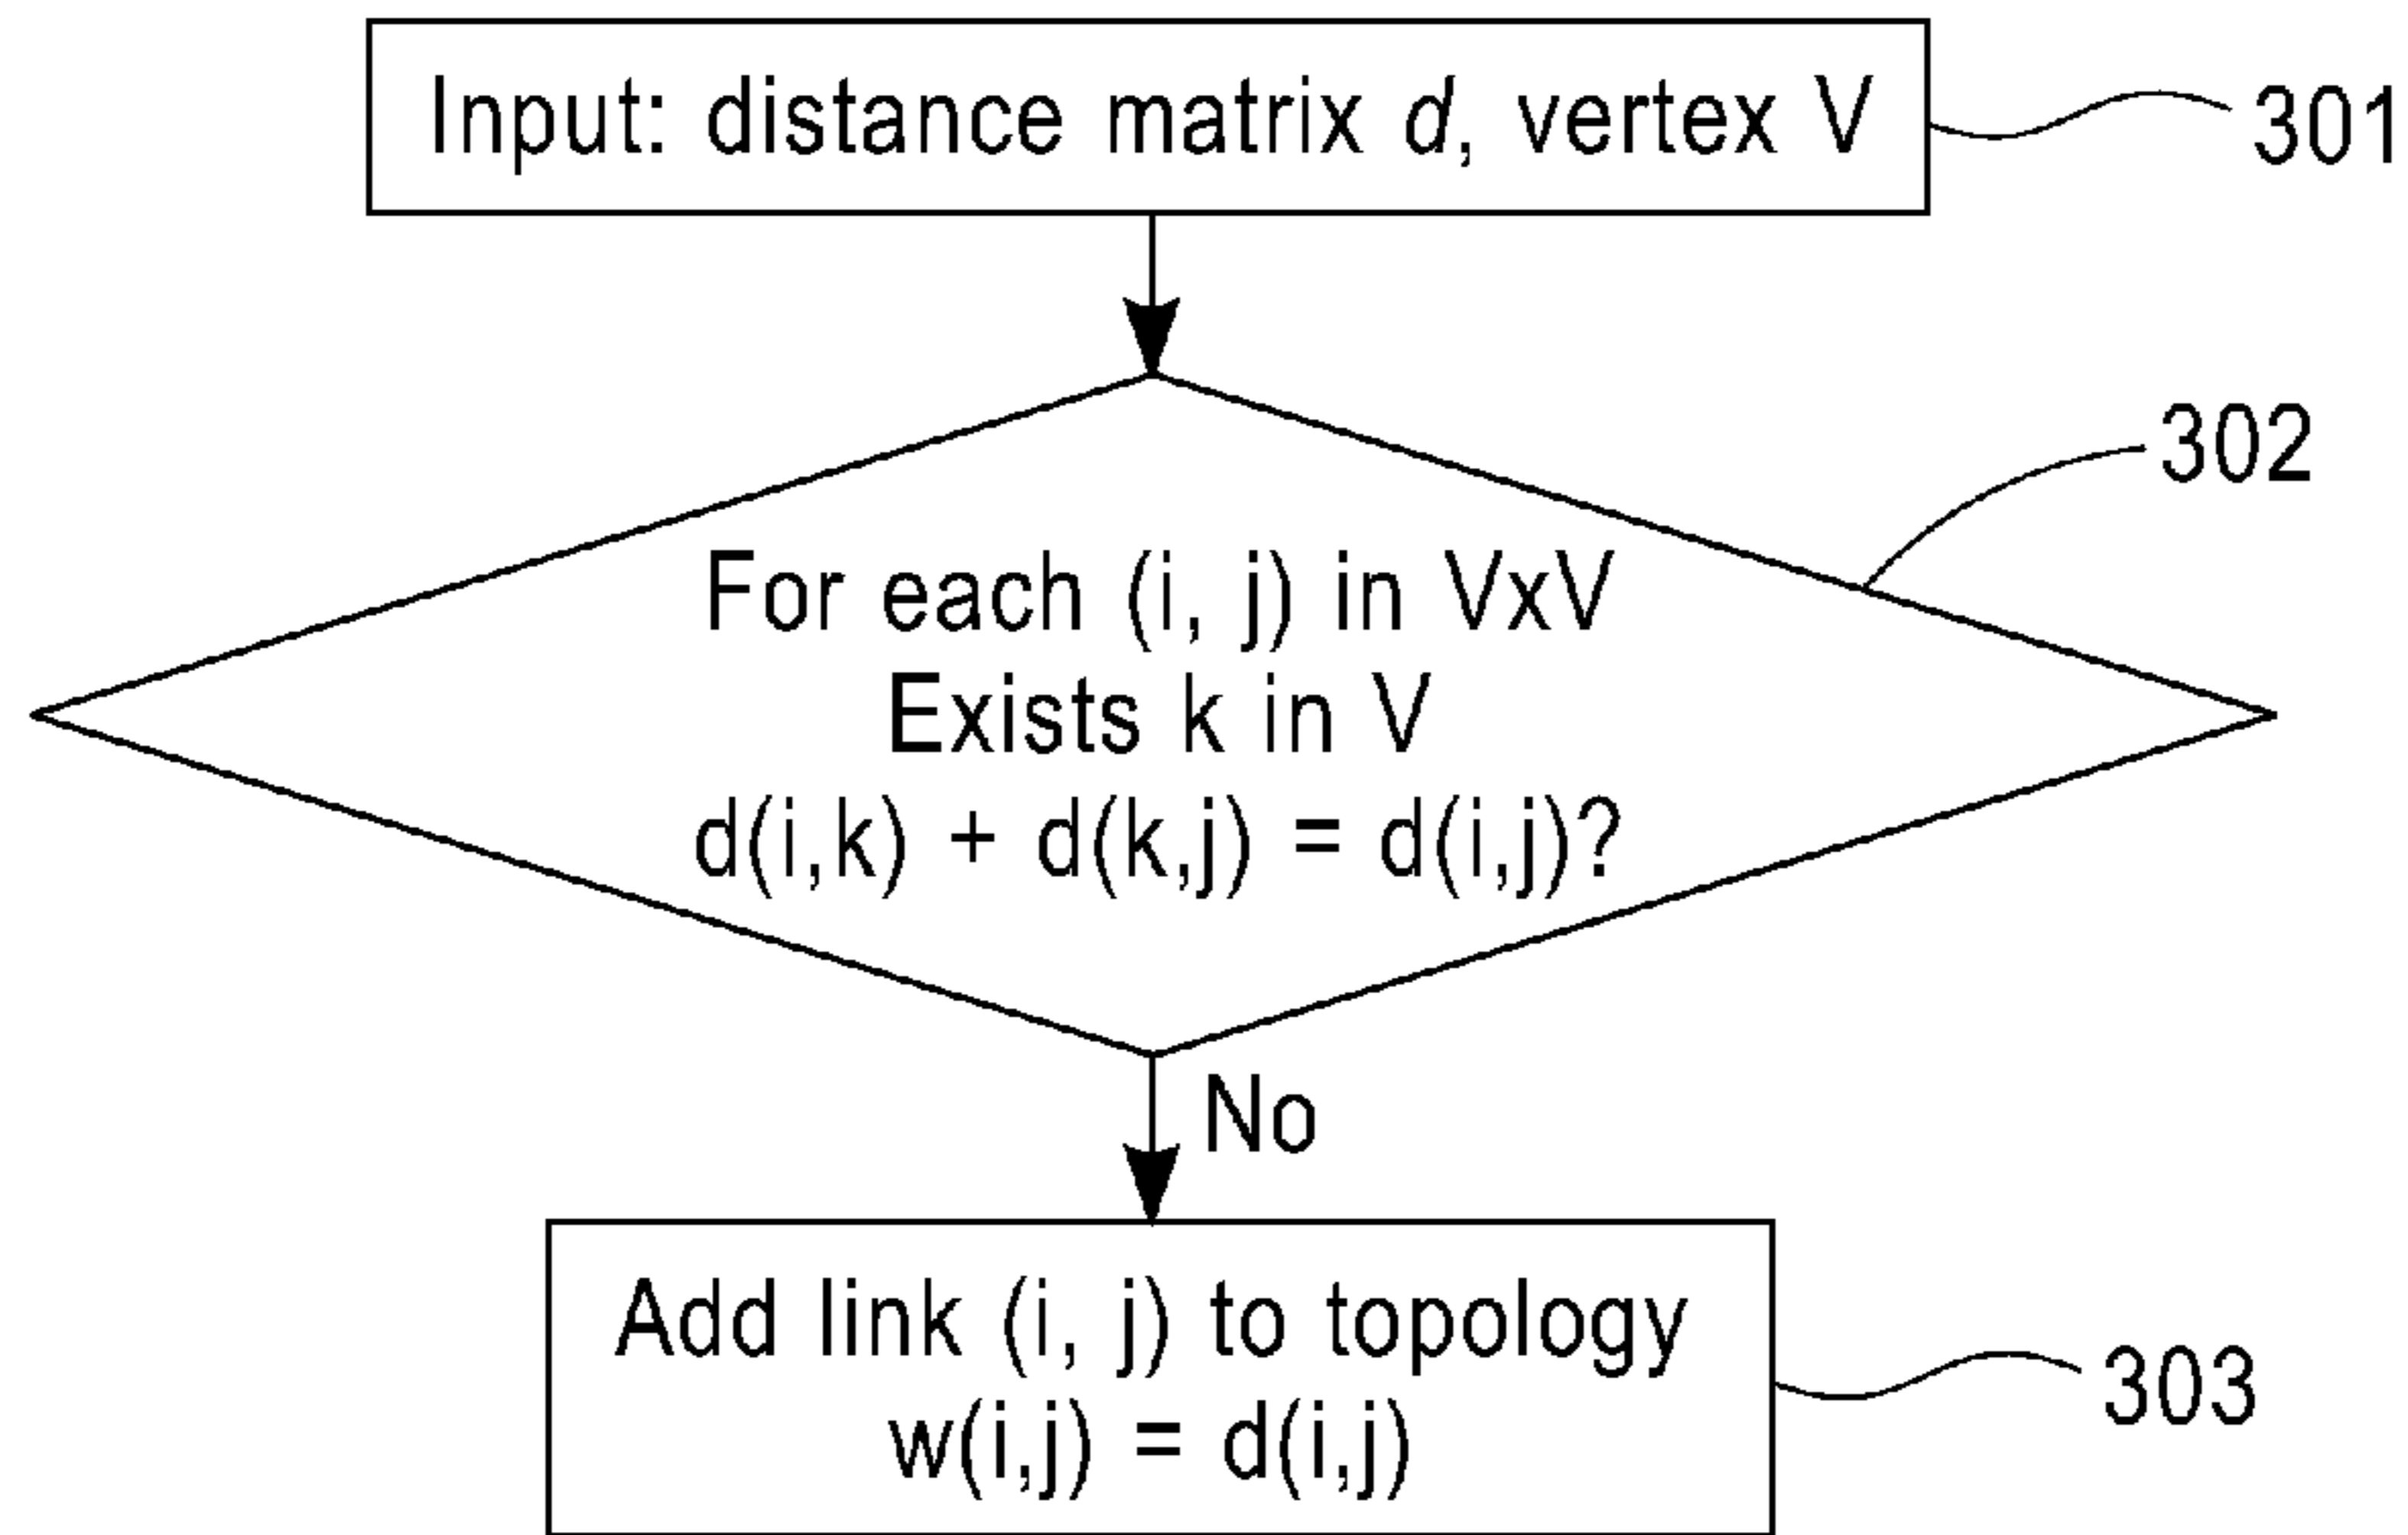 Input: distance matrix d, vertex V
301
302
For each (i, j) in VxV
Exists k in V
d(i,k) + d(k,j) = d(i,j)?
No
Add link (i, j) to topology
w(i,j) = d(i,j)
303